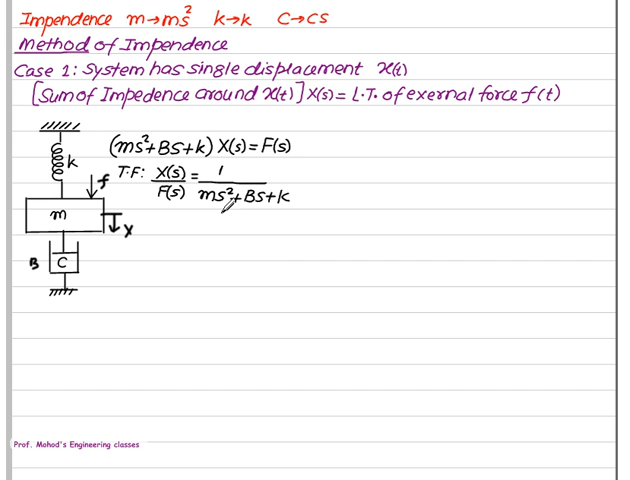 Impendence m→ms² k→k C→CS
Method of Impendence
Case 1: System has single displacement x(t)
[Sum of Impedence around x(t)] X(s) = L.T. of exernal force f(t)
(ms²+BS+k) X(s) = F(s)
T.F: X(s)/F(s) = 1/(ms²+BS+k)
k
f
m
X
B C
Prof. Mohod's Engineering classes